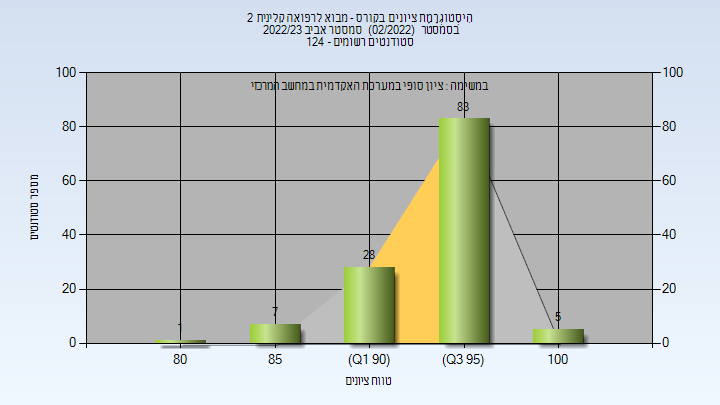 היסטוגרמת ציונים בקורס - מבוא לרפואה קלינית 2
בסמסטר (02/2022) סמסטר אביב 2022/23
סטודנטים רשומים - 124
במשימה : ציון סופי במערכת האקדמית במחשב המרכזי
100 100
80 80
60 60
40 40
20 20
0 0
1 7 28 83 5
80 85 (Q1 90) (Q3 95) 100
מספר סטודנטים
טווח ציונים